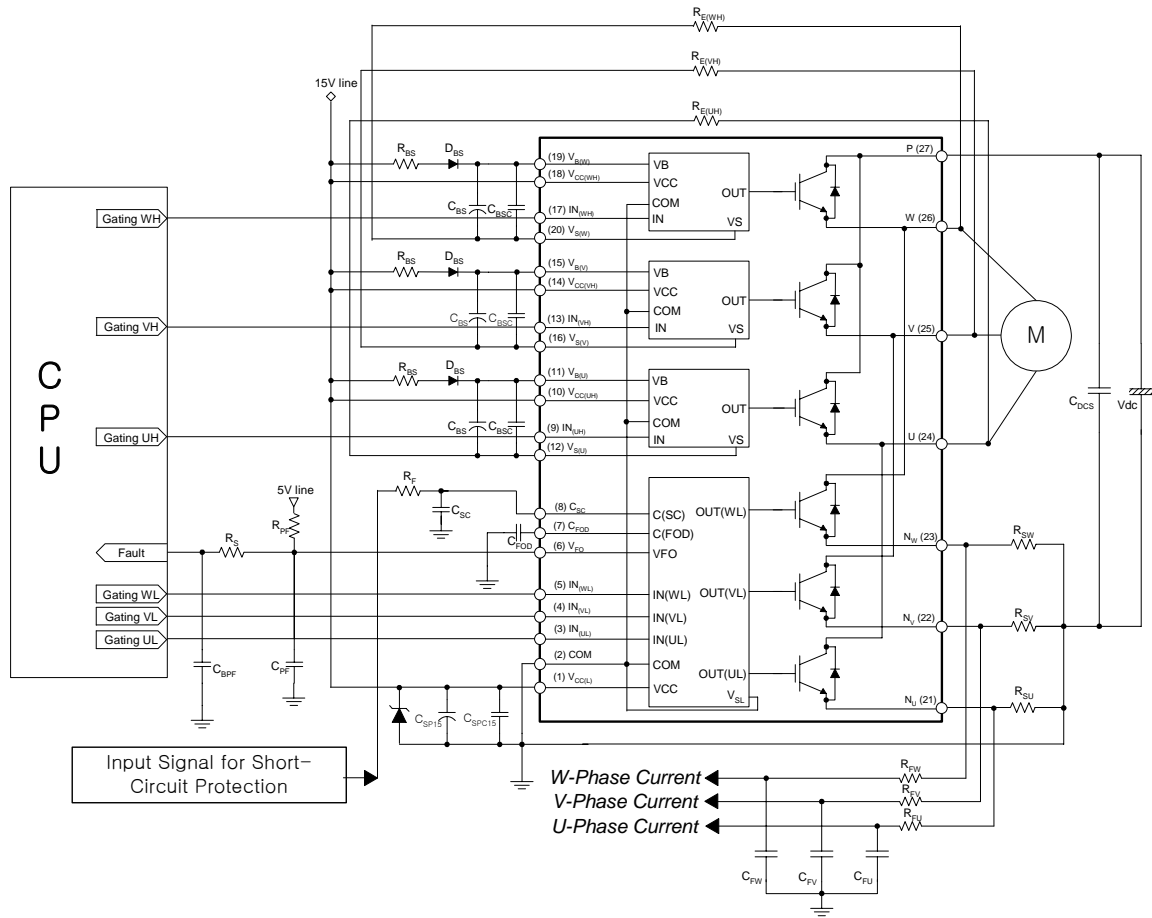 R_E(WH)
R_E(VH)
15V line
R_E(UH)
R_BS D_BS (19) V_B(W) VB P (27)
(18) V_CC(WH) VCC
C_BS C_BSC COM OUT
Gating WH (17) IN_(WH) IN W (26)
(20) V_S(W) VS
R_BS D_BS (15) V_B(V) VB
(14) V_CC(VH) VCC
C_BS C_BSC COM OUT
Gating VH (13) IN_(VH) IN V (25) M
(16) V_S(V) VS
CPU
R_BS D_BS (11) V_B(U) VB
(10) V_CC(UH) VCC C_DCS Vdc
C_BS C_BSC COM OUT
Gating UH (9) IN_(UH) IN U (24)
(12) V_S(U) VS
R_F
5V line
C_SC (8) C_SC C(SC) OUT(WL)
R_PF C_FOD (7) C_FOD C(FOD)
Fault R_S (6) V_FO VFO N_W (23) R_SW
Gating WL (5) IN_(WL) IN(WL) OUT(VL)
Gating VL (4) IN_(VL) IN(VL) N_V (22) R_SV
Gating UL (3) IN_(UL) IN(UL)
C_BPF C_PF (2) COM COM OUT(UL)
(1) V_CC(L) VCC V_SL N_U (21) R_SU
C_SP15 C_SPC15
Input Signal for Short-
Circuit Protection
W-Phase Current R_FW
V-Phase Current R_FV
U-Phase Current R_FU
C_FW C_FV C_FU